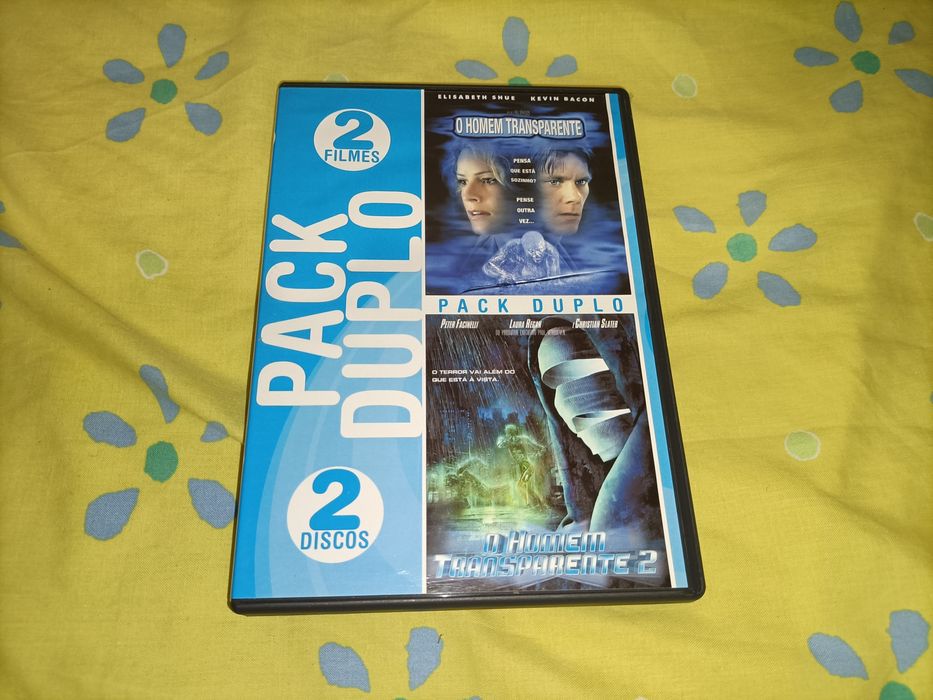 2
FILMES
PACK
DUPLO
2
DISCOS
ELISABETH SHUE KEVIN BACON
O HOMEM TRANSPARENTE
PENSA
QUE ESTÁ
SOZINHO?
PENSE
OUTRA
VEZ...
PACK DUPLO
PETER FACINELLI LAURA REGAN E CHRISTIAN SLATER
O TERROR VAI ALÉM DO
QUE ESTÁ À VISTA.
O HOMEM
TRANSPARENTE 2